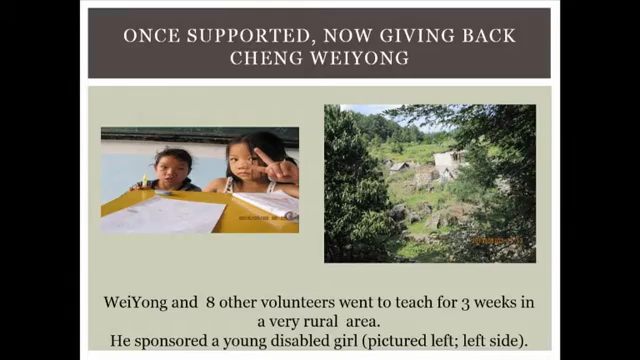 ONCE SUPPORTED, NOW GIVING BACK
CHENG WEIYONG
WeiYong and 8 other volunteers went to teach for 3 weeks in
a very rural area.
He sponsored a young disabled girl (pictured left; left side).